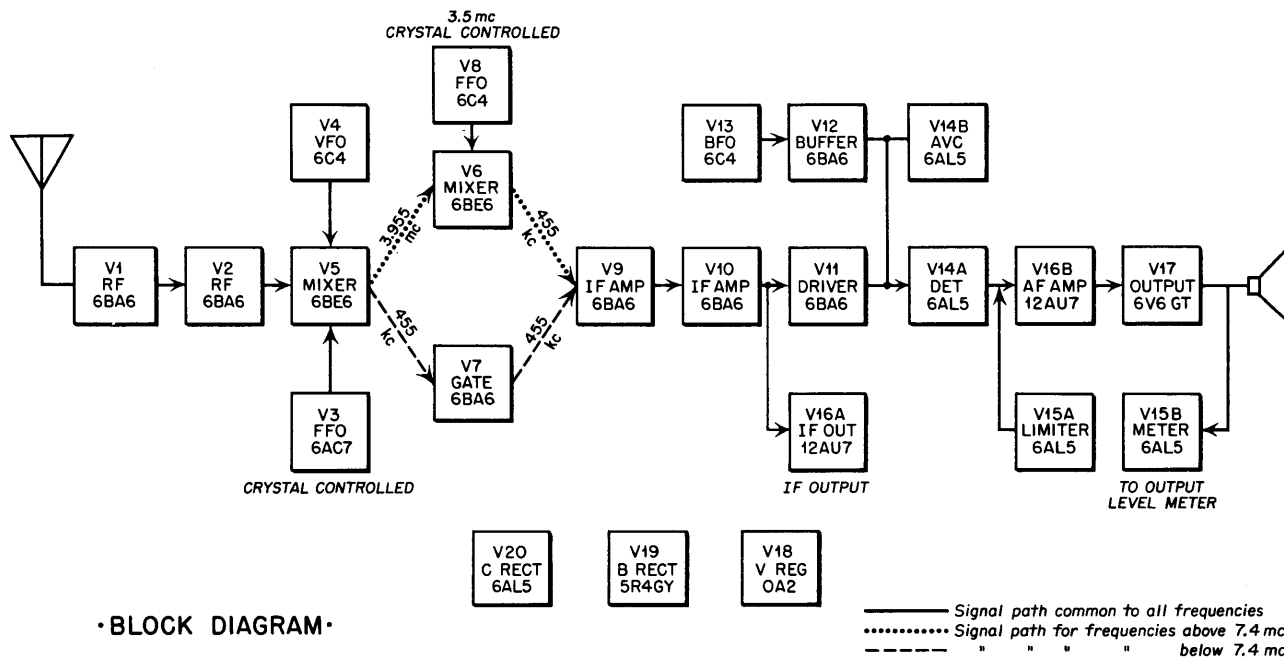 3.5 mc
CRYSTAL CONTROLLED
V8
FFO
6C4
V4
VFO
6C4
V13
BFO
6C4
V12
BUFFER
6BA6
V14B
AVC
6AL5
V6
MIXER
6BE6
3.955
mc
455
kc
V1
RF
6BA6
V2
RF
6BA6
V5
MIXER
6BE6
V9
IF AMP
6BA6
V10
IF AMP
6BA6
V11
DRIVER
6BA6
V14A
DET
6AL5
V16B
AF AMP
12AU7
V17
OUTPUT
6V6 GT
455
kc
455
kc
V7
GATE
6BA6
V3
FFO
6AC7
CRYSTAL CONTROLLED
V16A
IF OUT
12AU7
IF OUTPUT
V15A
LIMITER
6AL5
V15B
METER
6AL5
TO OUTPUT
LEVEL METER
V20
C RECT
6AL5
V19
B RECT
5R4GY
V18
V REG
OA2
·BLOCK DIAGRAM·
Signal path common to all frequencies
Signal path for frequencies above 7.4 mc
" " " " below 7.4 mc